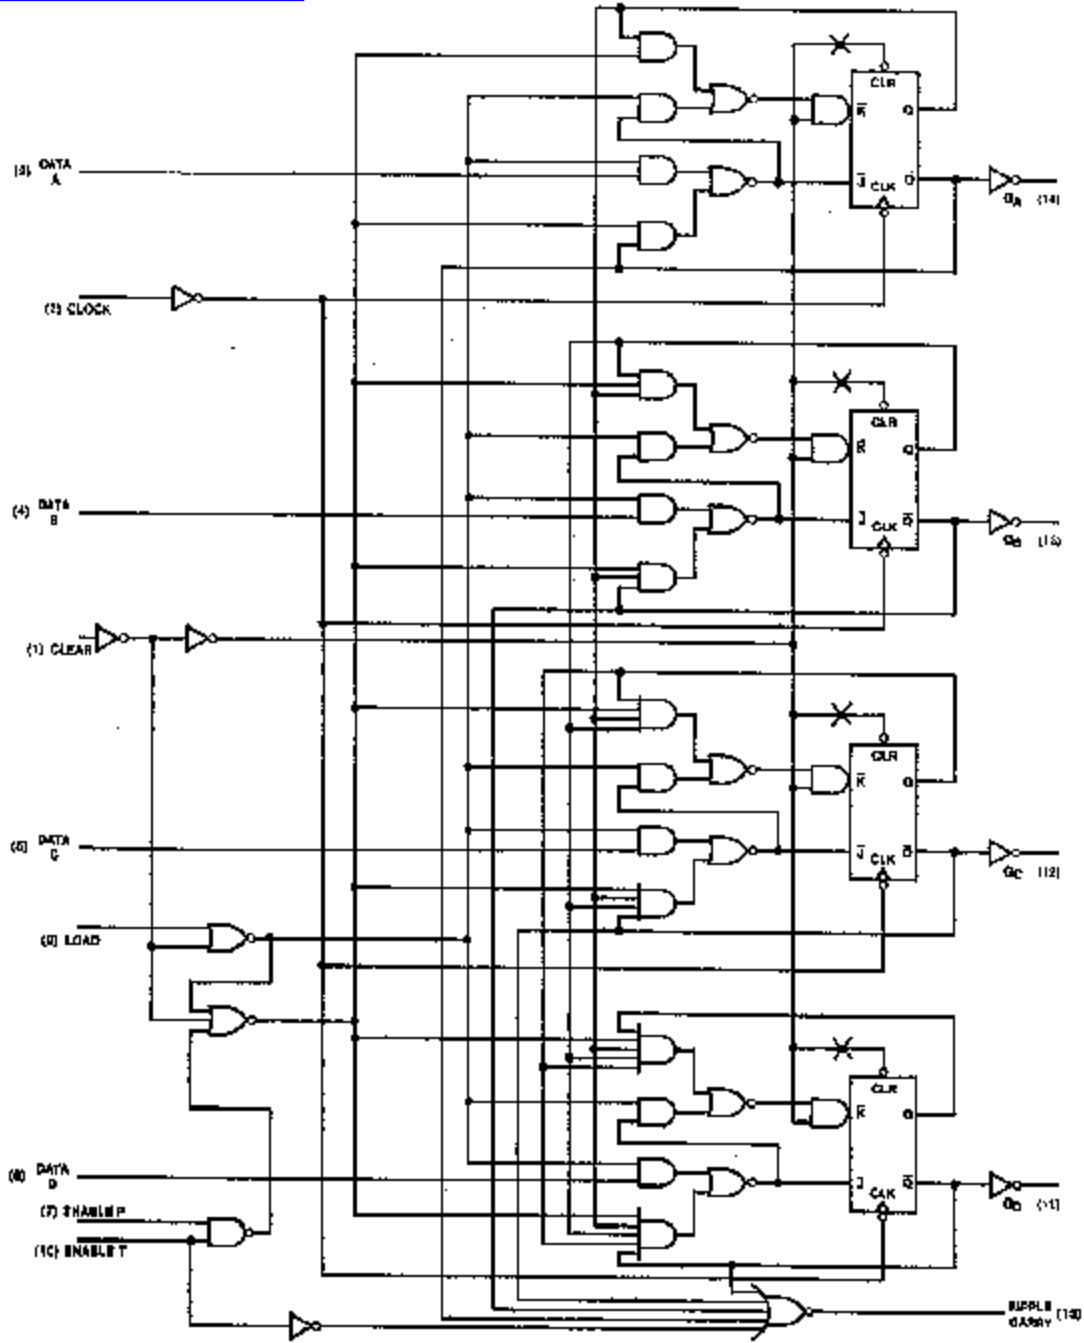 CLR
K̅ Q
(3) DATA
A
J̅ CLK Q̅
QA (14)
(2) CLOCK
CLR
K̅ Q
(4) DATA
B
J̅ CLK Q̅
QB (13)
(1) CLEAR
CLR
K̅ Q
(5) DATA
C
J̅ CLK Q̅
QC (12)
(9) LOAD
CLR
K̅ Q
(6) DATA
D
J̅ CLK Q̅
QD (11)
(7) ENABLE P
(10) ENABLE T
RIPPLE
CARRY (15)